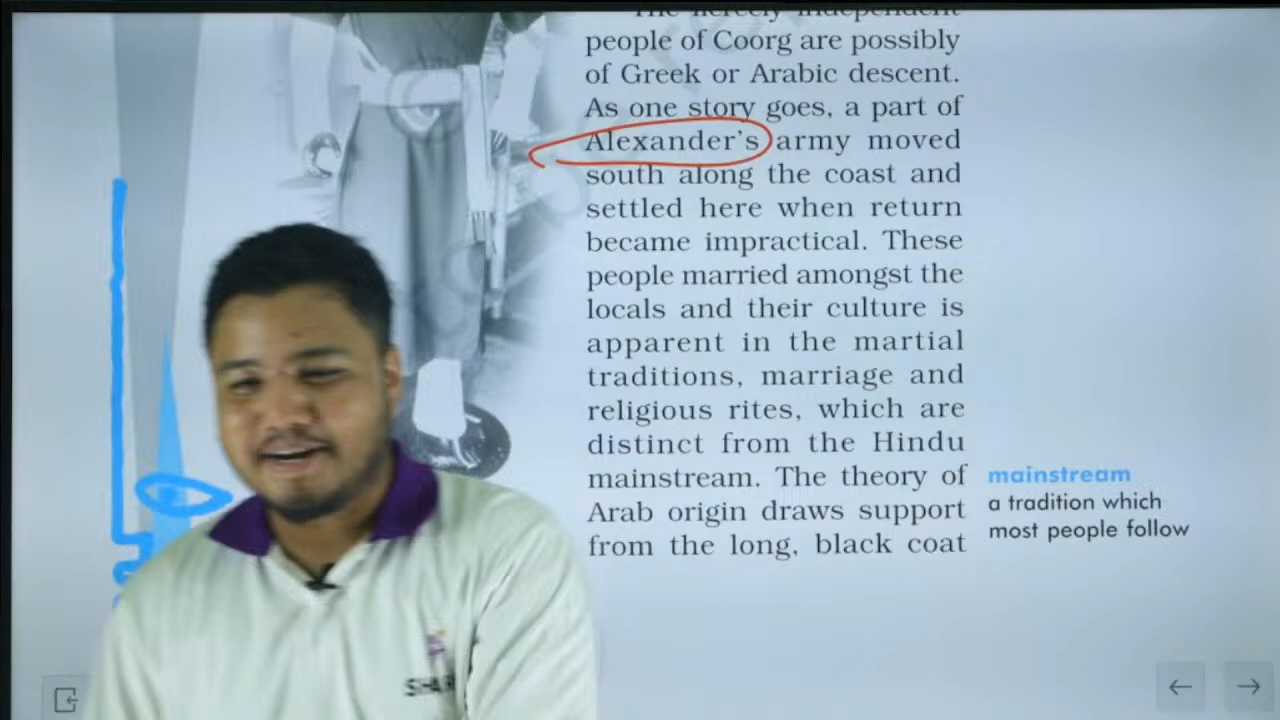 The fiercely independent
people of Coorg are possibly
of Greek or Arabic descent.
As one story goes, a part of
Alexander's army moved
south along the coast and
settled here when return
became impractical. These
people married amongst the
locals and their culture is
apparent in the martial
traditions, marriage and
religious rites, which are
distinct from the Hindu
mainstream. The theory of
Arab origin draws support
from the long, black coat
mainstream
a tradition which
most people follow